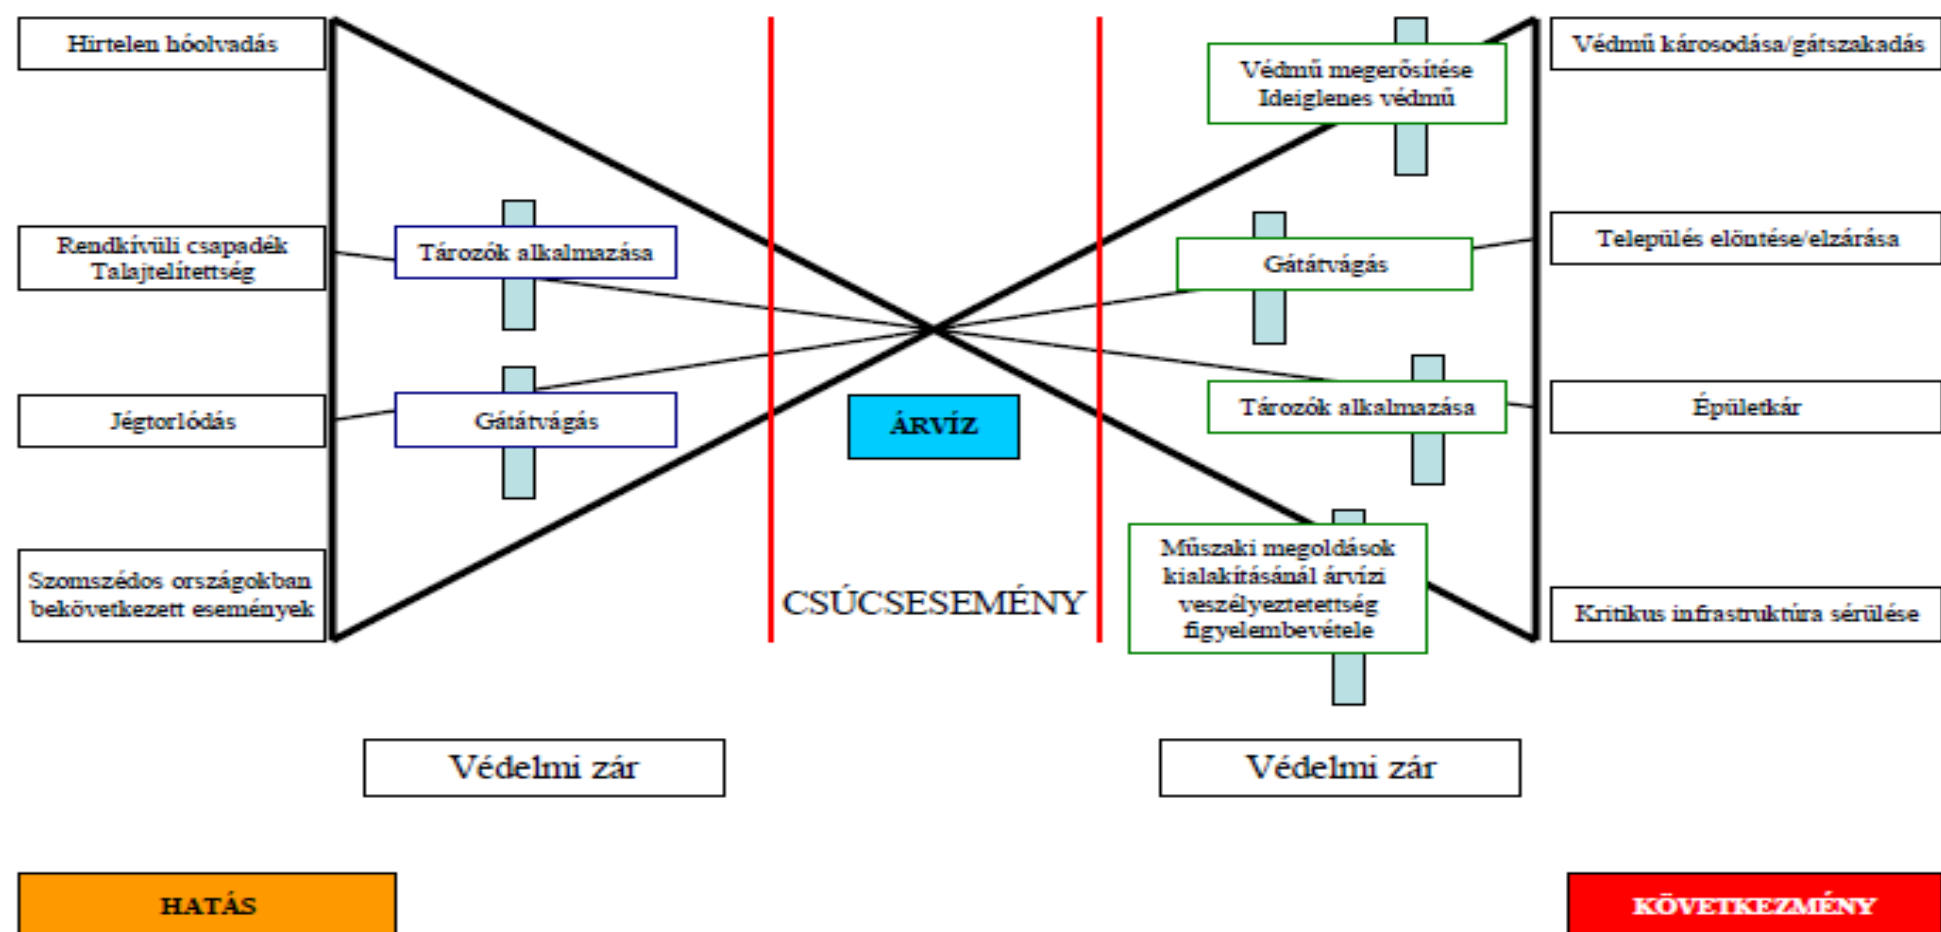 Hirtelen hóolvadás
Védmű megerősítése
Ideiglenes védmű
Védmű károsodása/gátszakadás
Rendkívüli csapadék
Talajtelítettség
Tározók alkalmazása
Gátátvágás
Település elöntése/elzárása
Jégtorlódás
Gátátvágás
ÁRVÍZ
Tározók alkalmazása
Épületkár
Szomszédos országokban
bekövetkezett események
CSÚCSESEMÉNY
Műszaki megoldások
kialakításánál árvízi
veszélyeztetettség
figyelembevétele
Kritikus infrastruktúra sérülése
Védelmi zár
Védelmi zár
HATÁS
KÖVETKEZMÉNY